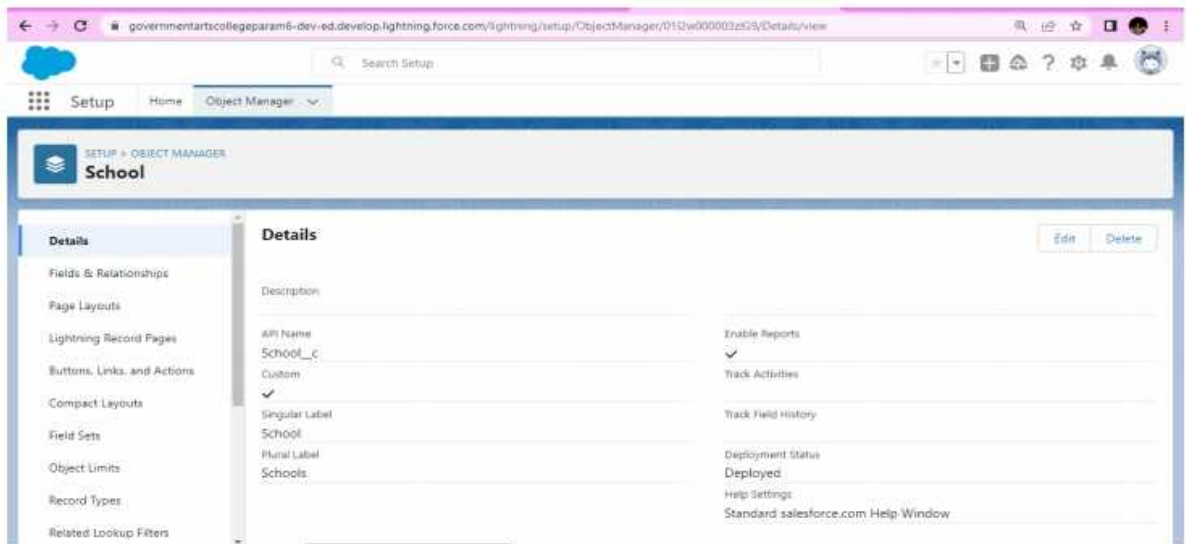 governmentartscollegeparam6-dev-ed.develop.lightning.force.com/lightning/setup/ObjectManager/01I2w000003ztG9/Details/view
Search Setup
Setup
Home
Object Manager
SETUP > OBJECT MANAGER
School
Details
Fields & Relationships
Page Layouts
Lightning Record Pages
Buttons, Links, and Actions
Compact Layouts
Field Sets
Object Limits
Record Types
Related Lookup Filters
Details
Edit
Delete
Description
API Name
School__c
Custom
Singular Label
School
Plural Label
Schools
Enable Reports
Track Activities
Track Field History
Deployment Status
Deployed
Help Settings
Standard salesforce.com Help Window